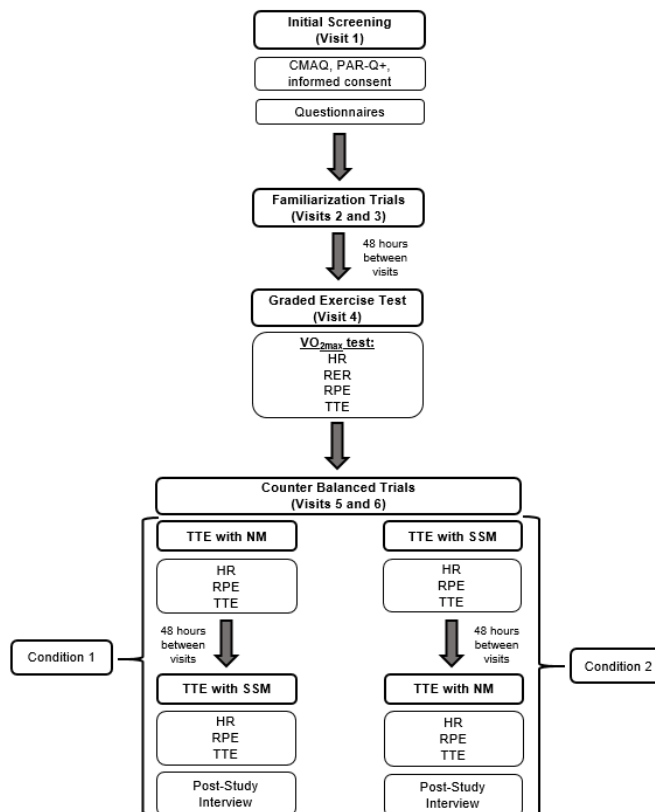 Initial Screening
(Visit 1)
CMAQ, PAR-Q+,
informed consent
Questionnaires
Familiarization Trials
(Visits 2 and 3)
48 hours
between
visits
Graded Exercise Test
(Visit 4)
VO2max test:
HR
RER
RPE
TTE
Counter Balanced Trials
(Visits 5 and 6)
TTE with NM
HR
RPE
TTE
48 hours
between
visits
Condition 1
TTE with SSM
HR
RPE
TTE
Post-Study
Interview
TTE with SSM
HR
RPE
TTE
48 hours
between
visits
Condition 2
TTE with NM
HR
RPE
TTE
Post-Study
Interview